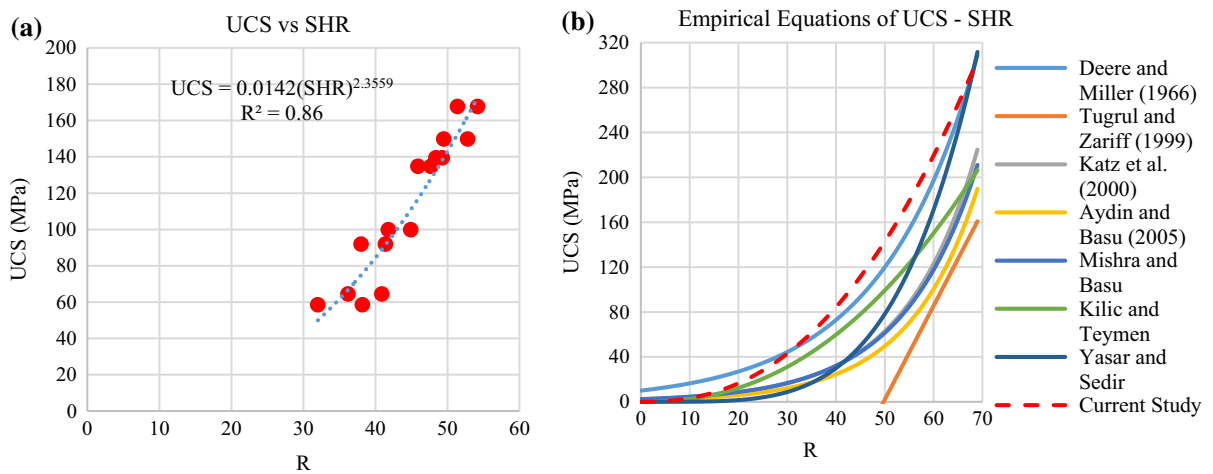 (a)
UCS vs SHR
UCS = 0.0142(SHR)^2.3559
R² = 0.86
UCS (MPa)
200
180
160
140
120
100
80
60
40
20
0
0 10 20 30 40 50 60
R
(b)
Empirical Equations of UCS - SHR
UCS (MPa)
320
280
240
200
160
120
80
40
0
0 10 20 30 40 50 60 70
R
Deere and
Miller (1966)
Tugrul and
Zariff (1999)
Katz et al.
(2000)
Aydin and
Basu (2005)
Mishra and
Basu
Kilic and
Teymen
Yasar and
Sedir
Current Study